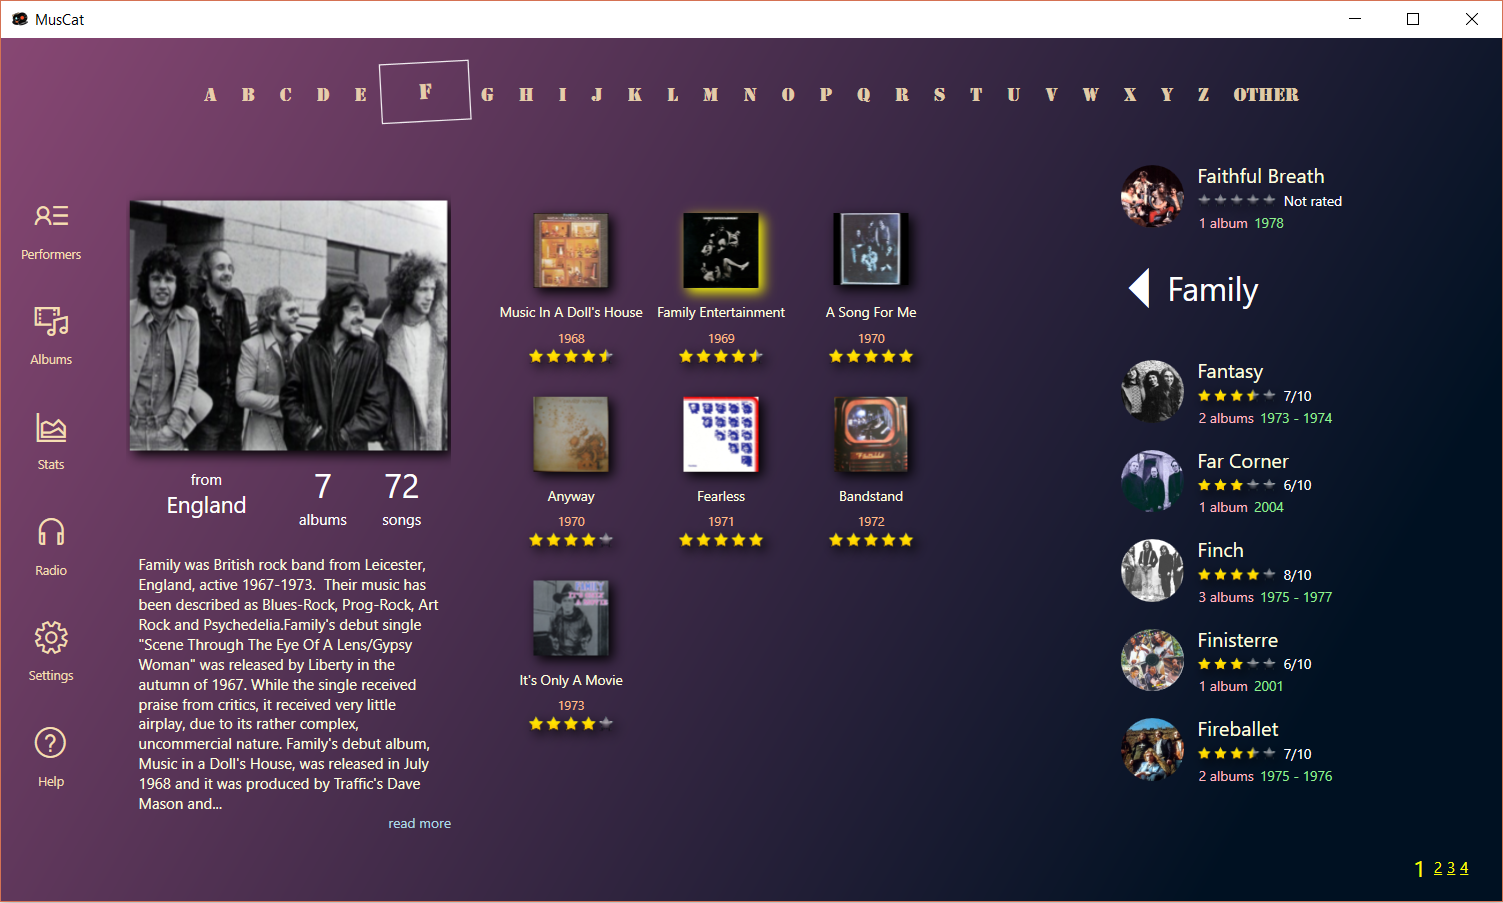 MusCat
A B C D E F G H I J K L M N O P Q R S T U V W X Y Z OTHER
Performers
Albums
Stats
Radio
Settings
Help
from
England
7
albums
72
songs
Family was British rock band from Leicester,
England, active 1967-1973.  Their music has
been described as Blues-Rock, Prog-Rock, Art
Rock and Psychedelia.Family's debut single
"Scene Through The Eye Of A Lens/Gypsy
Woman" was released by Liberty in the
autumn of 1967. While the single received
praise from critics, it received very little
airplay, due to its rather complex,
uncommercial nature. Family's debut album,
Music in a Doll's House, was released in July
1968 and it was produced by Traffic's Dave
Mason and...
read more
Music In A Doll's House
1968
Family Entertainment
1969
A Song For Me
1970
Anyway
1970
Fearless
1971
Bandstand
1972
FAMILY
IT'S ONLY
A MOVIE
It's Only A Movie
1973
Faithful Breath
Not rated
1 album 1978
Family
Fantasy
7/10
2 albums 1973 - 1974
Far Corner
6/10
1 album 2004
Finch
8/10
3 albums 1975 - 1977
Finisterre
6/10
1 album 2001
Fireballet
7/10
2 albums 1975 - 1976
1 2 3 4